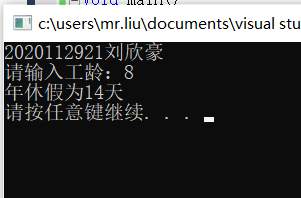 void main()
c:\users\mr.liu\documents\visual stu
2020112921刘欣豪
请输入工龄：8
年休假为14天
请按任意键继续. . .